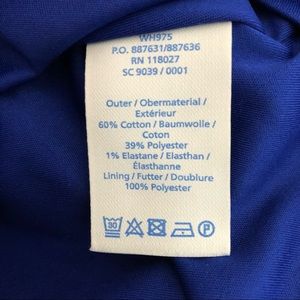 WH975
P.O. 887631/887636
RN 118027
SC 9039 / 0001
Outer / Obermaterial /
Extérieur
60% Cotton / Baumwolle /
Coton
39% Polyester
1% Elastane / Elasthan /
Élasthanne
Lining / Futter / Doublure
100% Polyester
30
P